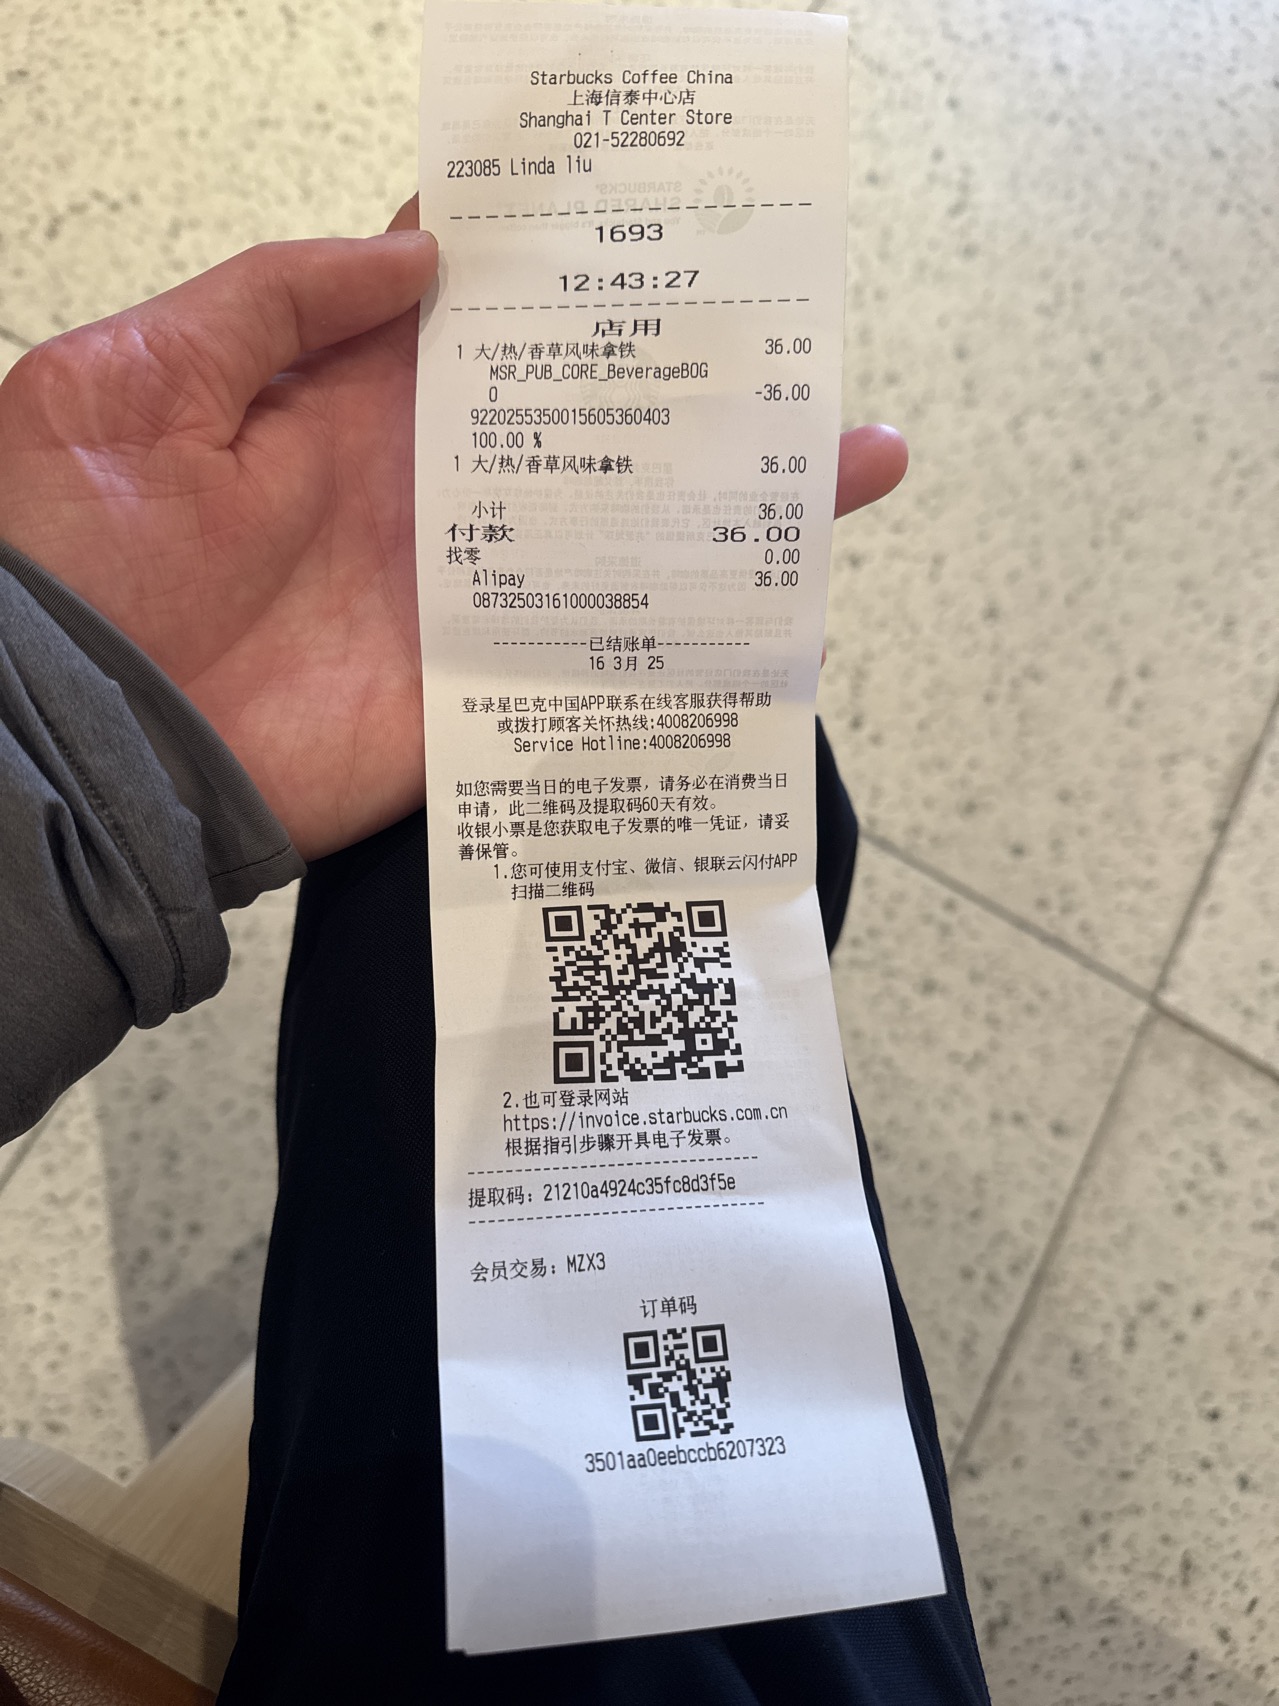 Starbucks Coffee China
上海信泰中心店
Shanghai T Center Store
021-52280692
223085 Linda liu
1693
12:43:27
店用
1 大/热/香草风味拿铁 36.00
MSR_PUB_CORE_BeverageBOG
O -36.00
9220255350015605360403
100.00 %
1 大/热/香草风味拿铁 36.00
小计 36.00
付款 36.00
找零 0.00
Alipay 36.00
08732503161000038854
-----------已结账单-----------
16 3月 25
登录星巴克中国APP联系在线客服获得帮助
或拨打顾客关怀热线:4008206998
Service Hotline:4008206998
如您需要当日的电子发票，请务必在消费当日
申请，此二维码及提取码60天有效。
收银小票是您获取电子发票的唯一凭证，请妥
善保管。
1.您可使用支付宝、微信、银联云闪付APP
扫描二维码
2.也可登录网站
https://invoice.starbucks.com.cn
根据指引步骤开具电子发票。
提取码：21210a4924c35fc8d3f5e
会员交易：MZX3
订单码
3501aa0eebccb6207323